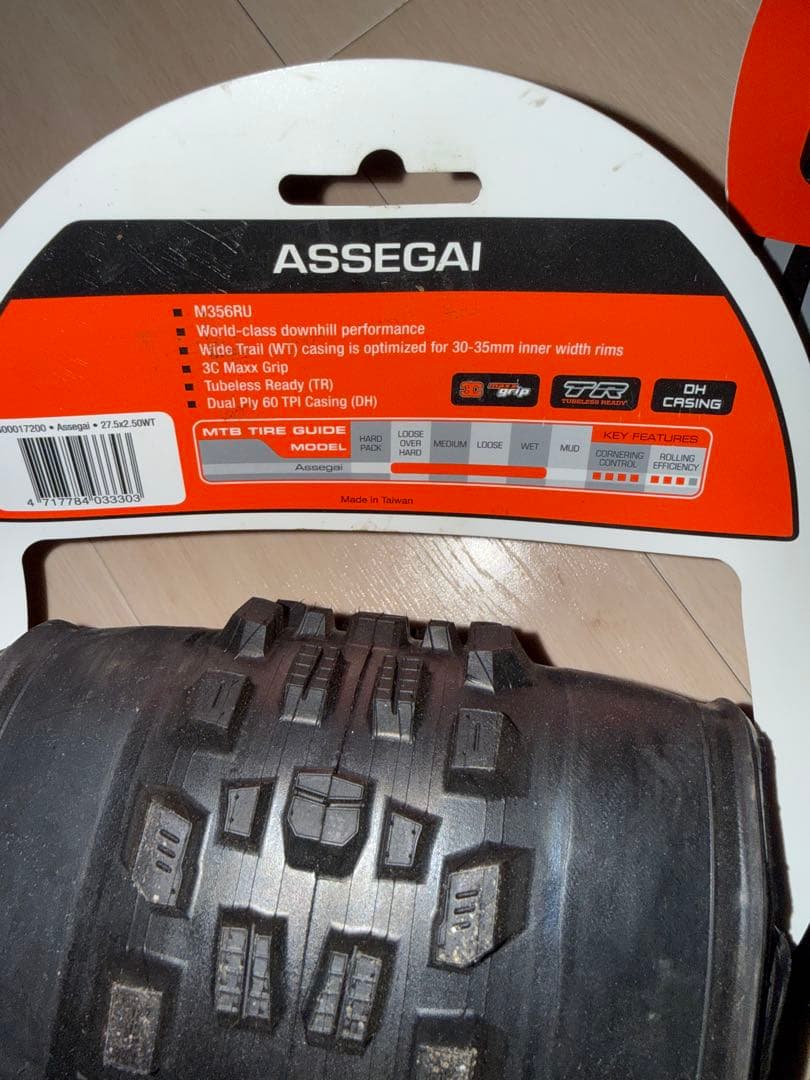 ASSEGAI
M356RU
World-class downhill performance
Wide Trail (WT) casing is optimized for 30-35mm inner width rims
3C Maxx Grip
Tubeless Ready (TR)
Dual Ply 60 TPI Casing (DH)
3C maxx grip
TR
TUBELESS READY
DH CASING
00017200 • Assegai • 27.5x2.50WT
4 717784 033303
MTB TIRE GUIDE
MODEL
HARD PACK
LOOSE OVER HARD
MEDIUM
LOOSE
WET
MUD
KEY FEATURES
CORNERING CONTROL
ROLLING EFFICIENCY
Assegai
Made in Taiwan